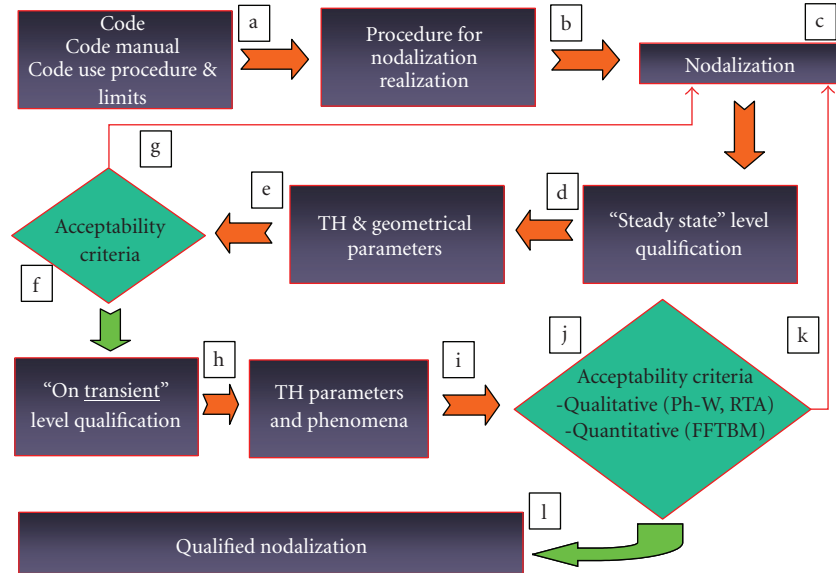 Code
Code manual
Code use procedure &
limits
a
Procedure for
nodalization
realization
b
c
Nodalization
g
Acceptability
criteria
f
e
TH & geometrical
parameters
d
“Steady state” level
qualification
“On transient”
level qualification
h
TH parameters
and phenomena
i
j
Acceptability criteria
-Qualitative (Ph-W, RTA)
-Quantitative (FFTBM)
k
l
Qualified nodalization